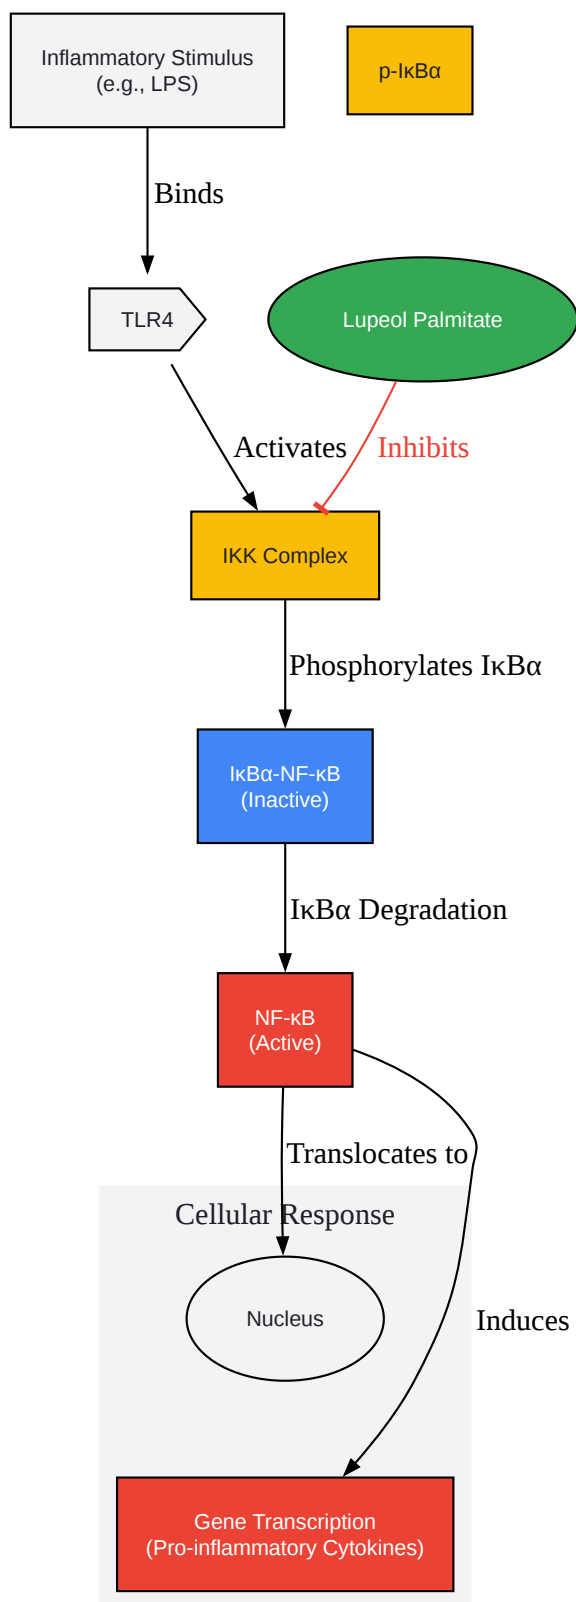 Inflammatory Stimulus
(e.g., LPS)
p-IκBα
Binds
TLR4
Lupeol Palmitate
Activates
Inhibits
IKK Complex
Phosphorylates IκBα
IκBα-NF-κB
(Inactive)
IκBα Degradation
NF-κB
(Active)
Translocates to
Cellular Response
Nucleus
Induces
Gene Transcription
(Pro-inflammatory Cytokines)